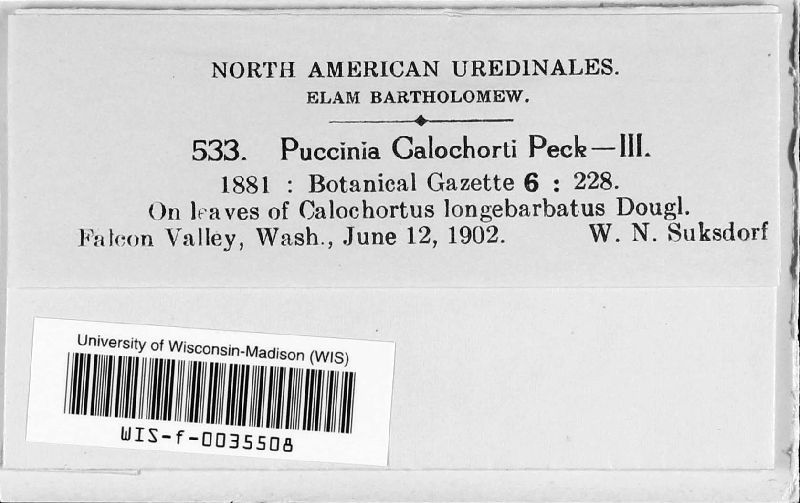 NORTH AMERICAN UREDINALES.
ELAM BARTHOLOMEW.
533. Puccinia Calochorti Peck—III.
1881 : Botanical Gazette 6 : 228.
On leaves of Calochortus longebarbatus Dougl.
Falcon Valley, Wash., June 12, 1902. W. N. Suksdorf
University of Wisconsin-Madison (WIS)
WIS-f-0035508